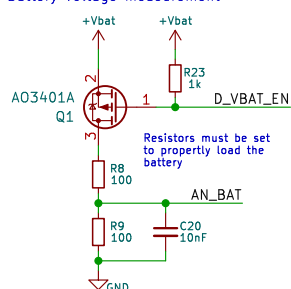 Battery voltage measurement
+Vbat
+Vbat
2
R23
1k
AO3401A
Q1
1
D_VBAT_EN
3
Resistors must be set
to propertly load the
battery
R8
100
AN_BAT
R9
100
C20
10nF
GND